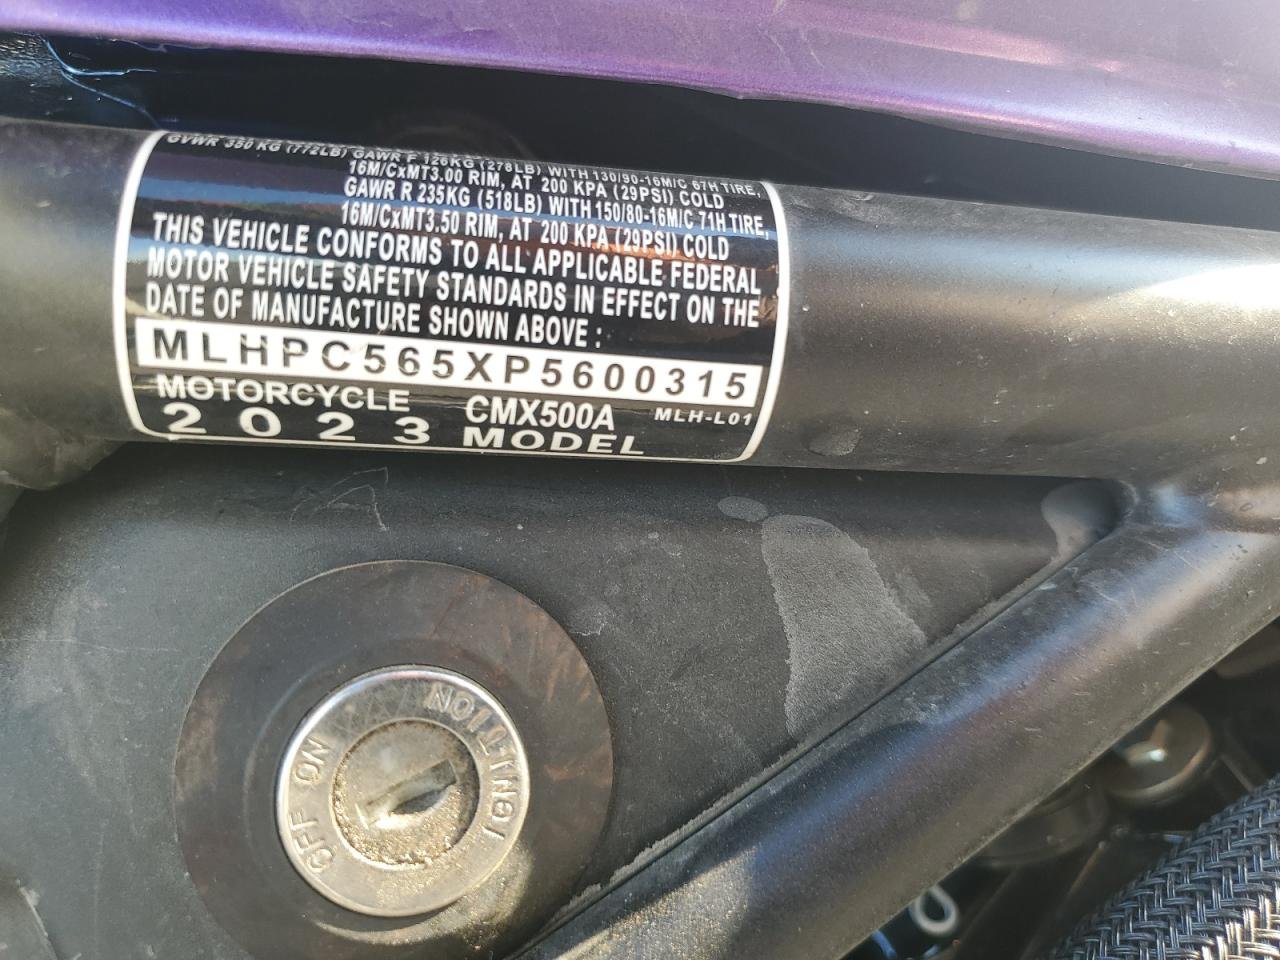 GVWR 350 KG (772LB) GAWR F 126KG (278LB) WITH 130/90-16M/C 67H TIRE,
16M/CxMT3.00 RIM, AT 200 KPA (29PSI) COLD
GAWR R 235KG (518LB) WITH 150/80-16M/C 71H TIRE,
16M/CxMT3.50 RIM, AT 200 KPA (29PSI) COLD
THIS VEHICLE CONFORMS TO ALL APPLICABLE FEDERAL
MOTOR VEHICLE SAFETY STANDARDS IN EFFECT ON THE
DATE OF MANUFACTURE SHOWN ABOVE :
MLHPC565XP5600315
MOTORCYCLE CMX500A MLH-L01
2023 MODEL
OFF ON IGNITION